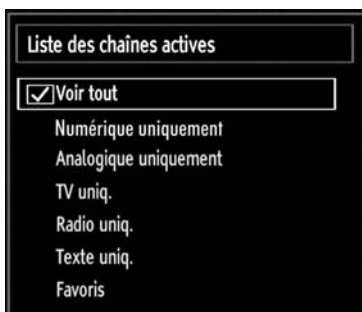 Liste des chaînes actives
Voir tout
Numérique uniquement
Analogique uniquement
TV uniq.
Radio uniq.
Texte uniq.
Favoris